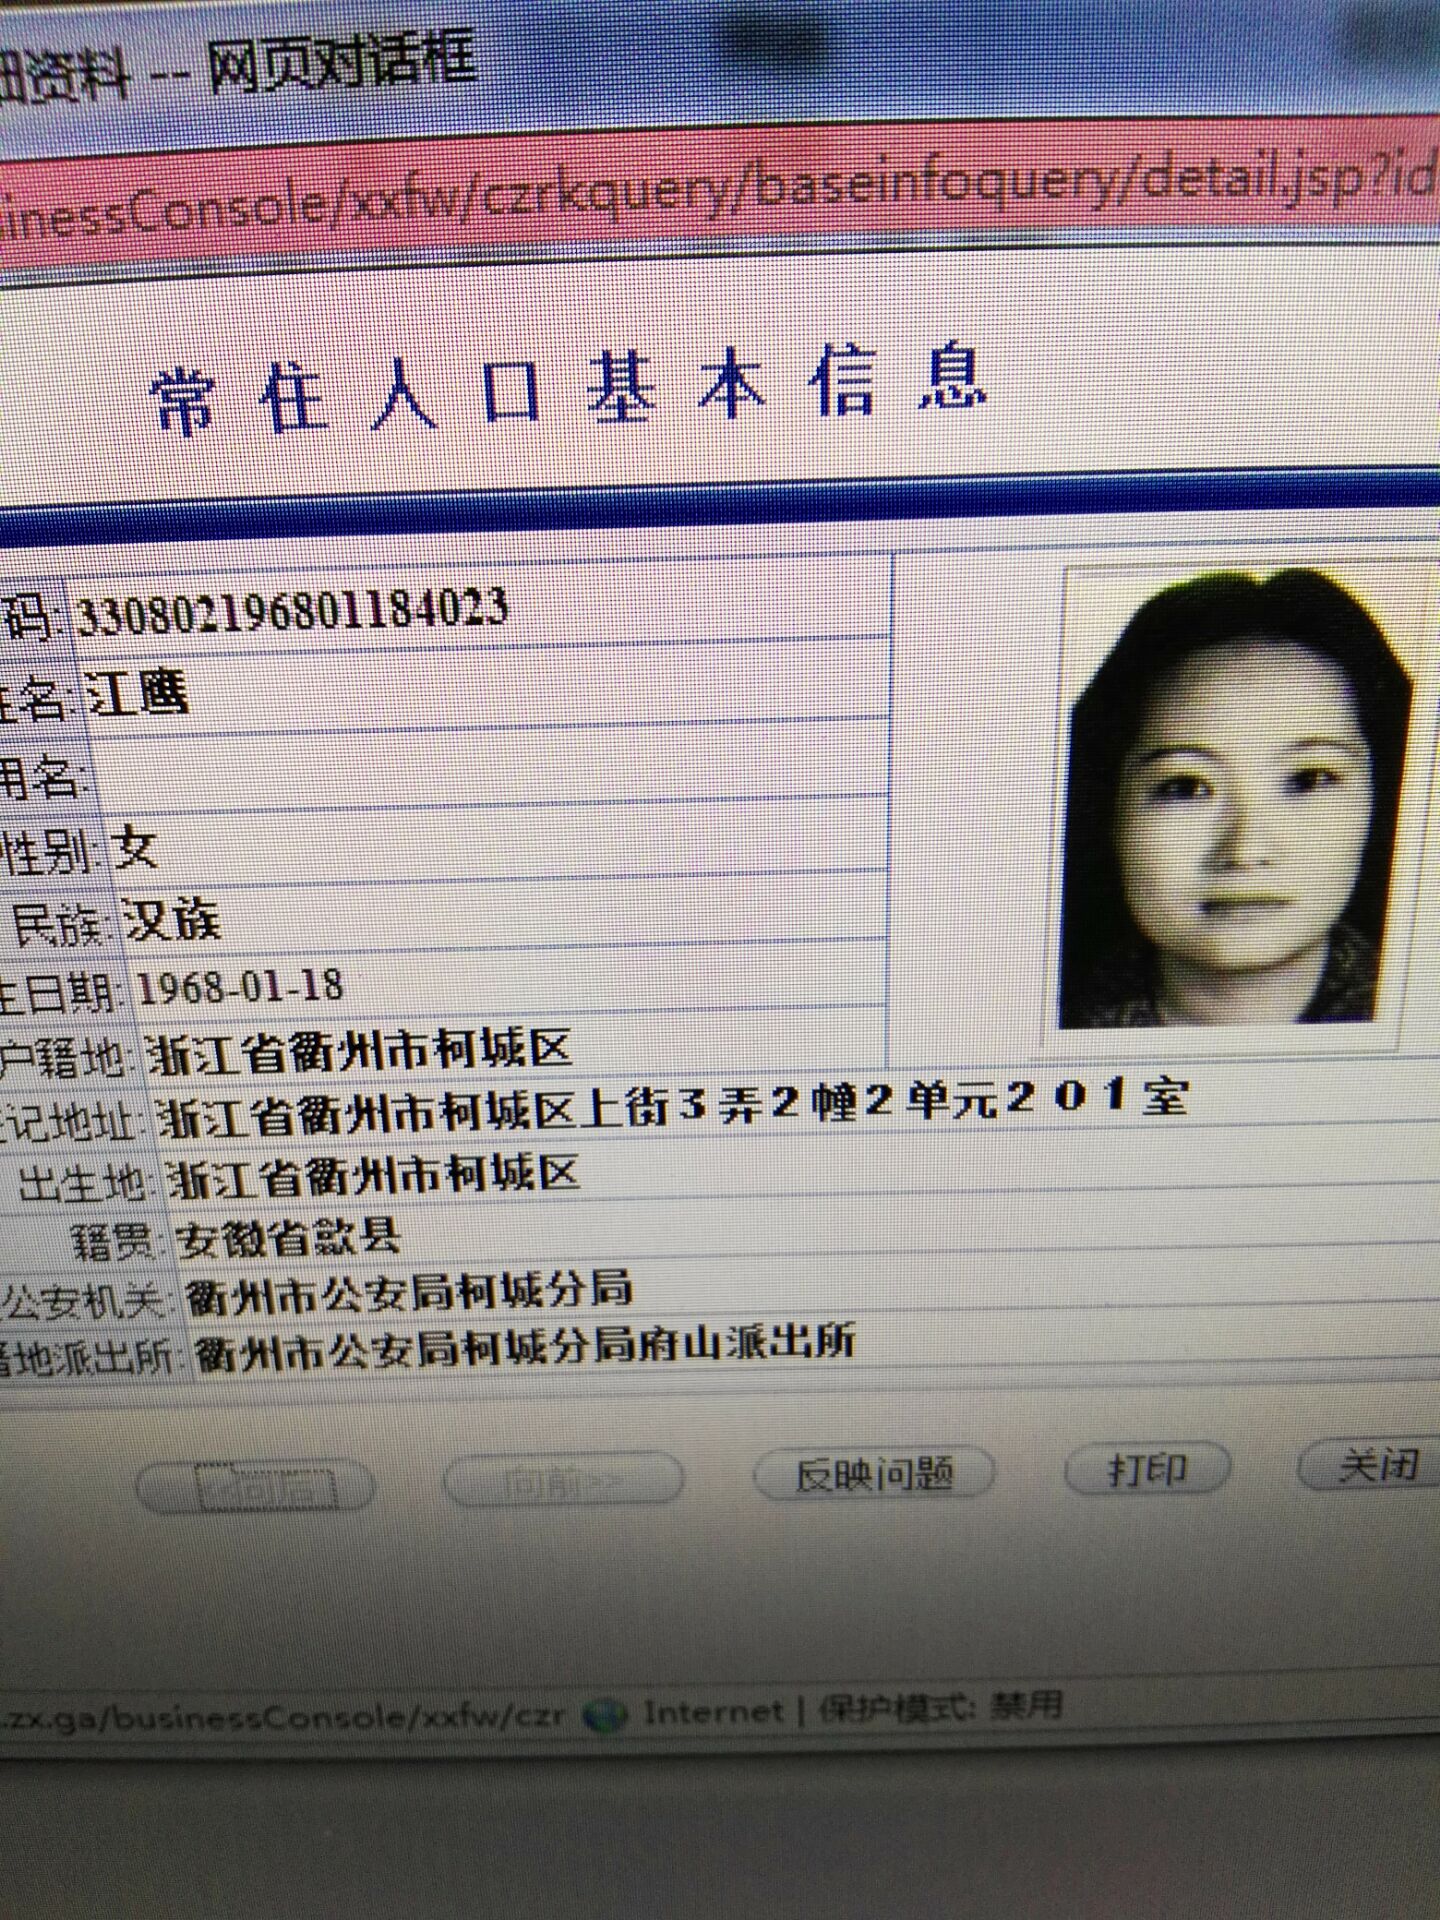 细资料 -- 网页对话框
inessConsole/xxfw/czrkquery/baseinfoquery/detail.jsp?id
常住人口基本信息
码: 330802196801184023
姓名: 江鹰
用名:
性别: 女
民族: 汉族
生日期: 1968-01-18
户籍地: 浙江省衢州市柯城区
记地址: 浙江省衢州市柯城区上街3弄2幢2单元201室
出生地: 浙江省衢州市柯城区
籍贯: 安徽省歙县
公安机关: 衢州市公安局柯城分局
籍地派出所: 衢州市公安局柯城分局府山派出所
向前>> 反映问题 打印 关闭
.zx.ga/businessConsole/xxfw/czr Internet | 保护模式: 禁用